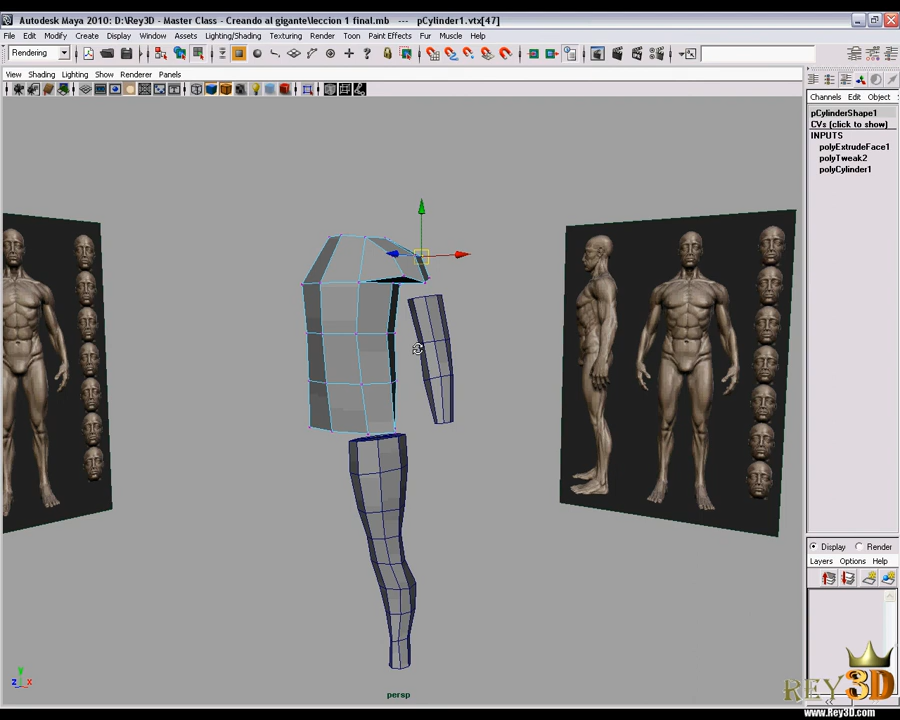 Autodesk Maya 2010: D:\Rey3D - Master Class - Creando al gigante\leccion 1 final.mb --- pCylinder1.vtx[47]
File Edit Modify Create Display Window Assets Lighting/Shading Texturing Render Toon Paint Effects Fur Muscle Help
Rendering
View Shading Lighting Show Renderer Panels
Channels Edit Object
pCylinderShape1
CVs (click to show)
INPUTS
polyExtrudeFace1
polyTweak2
polyCylinder1
Display Render
Layers Options Help
y
z x
persp
REY3D
www.Rey3D.com